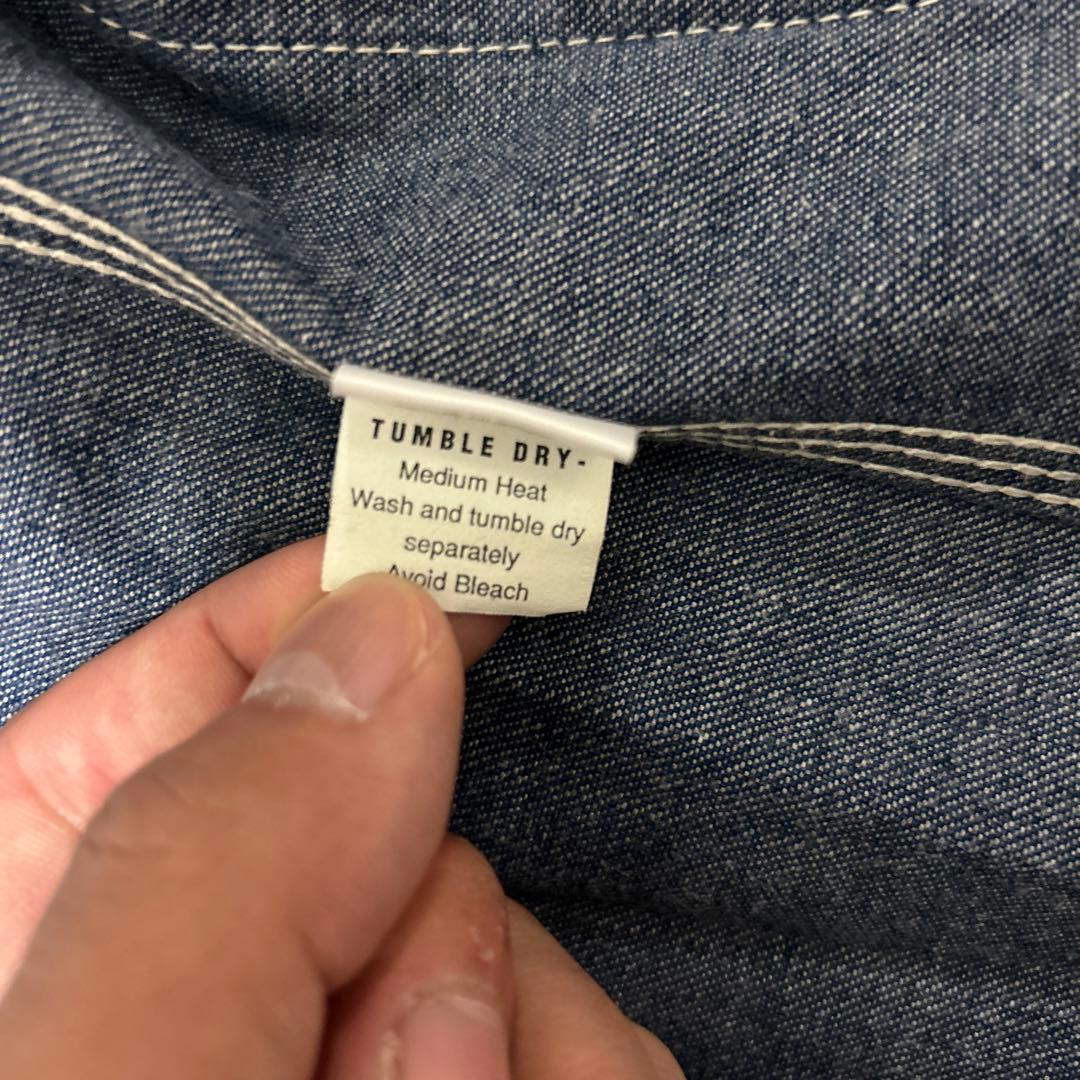 TUMBLE DRY-
Medium Heat
Wash and tumble dry
separately
Avoid Bleach